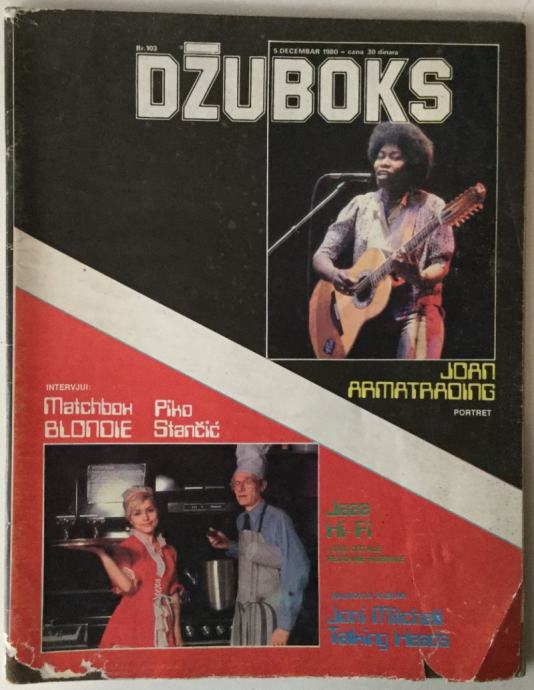 Br. 103
5. DECEMBAR 1980 – cena 30 dinara
DŽUBOKS
JOAN
ARMATRADING
PORTRET
INTERVJUI:
Matchbox
BLONDIE
Piko
Stančić
Jazz
Hi-Fi
Joni Mitchell
Talking Heads